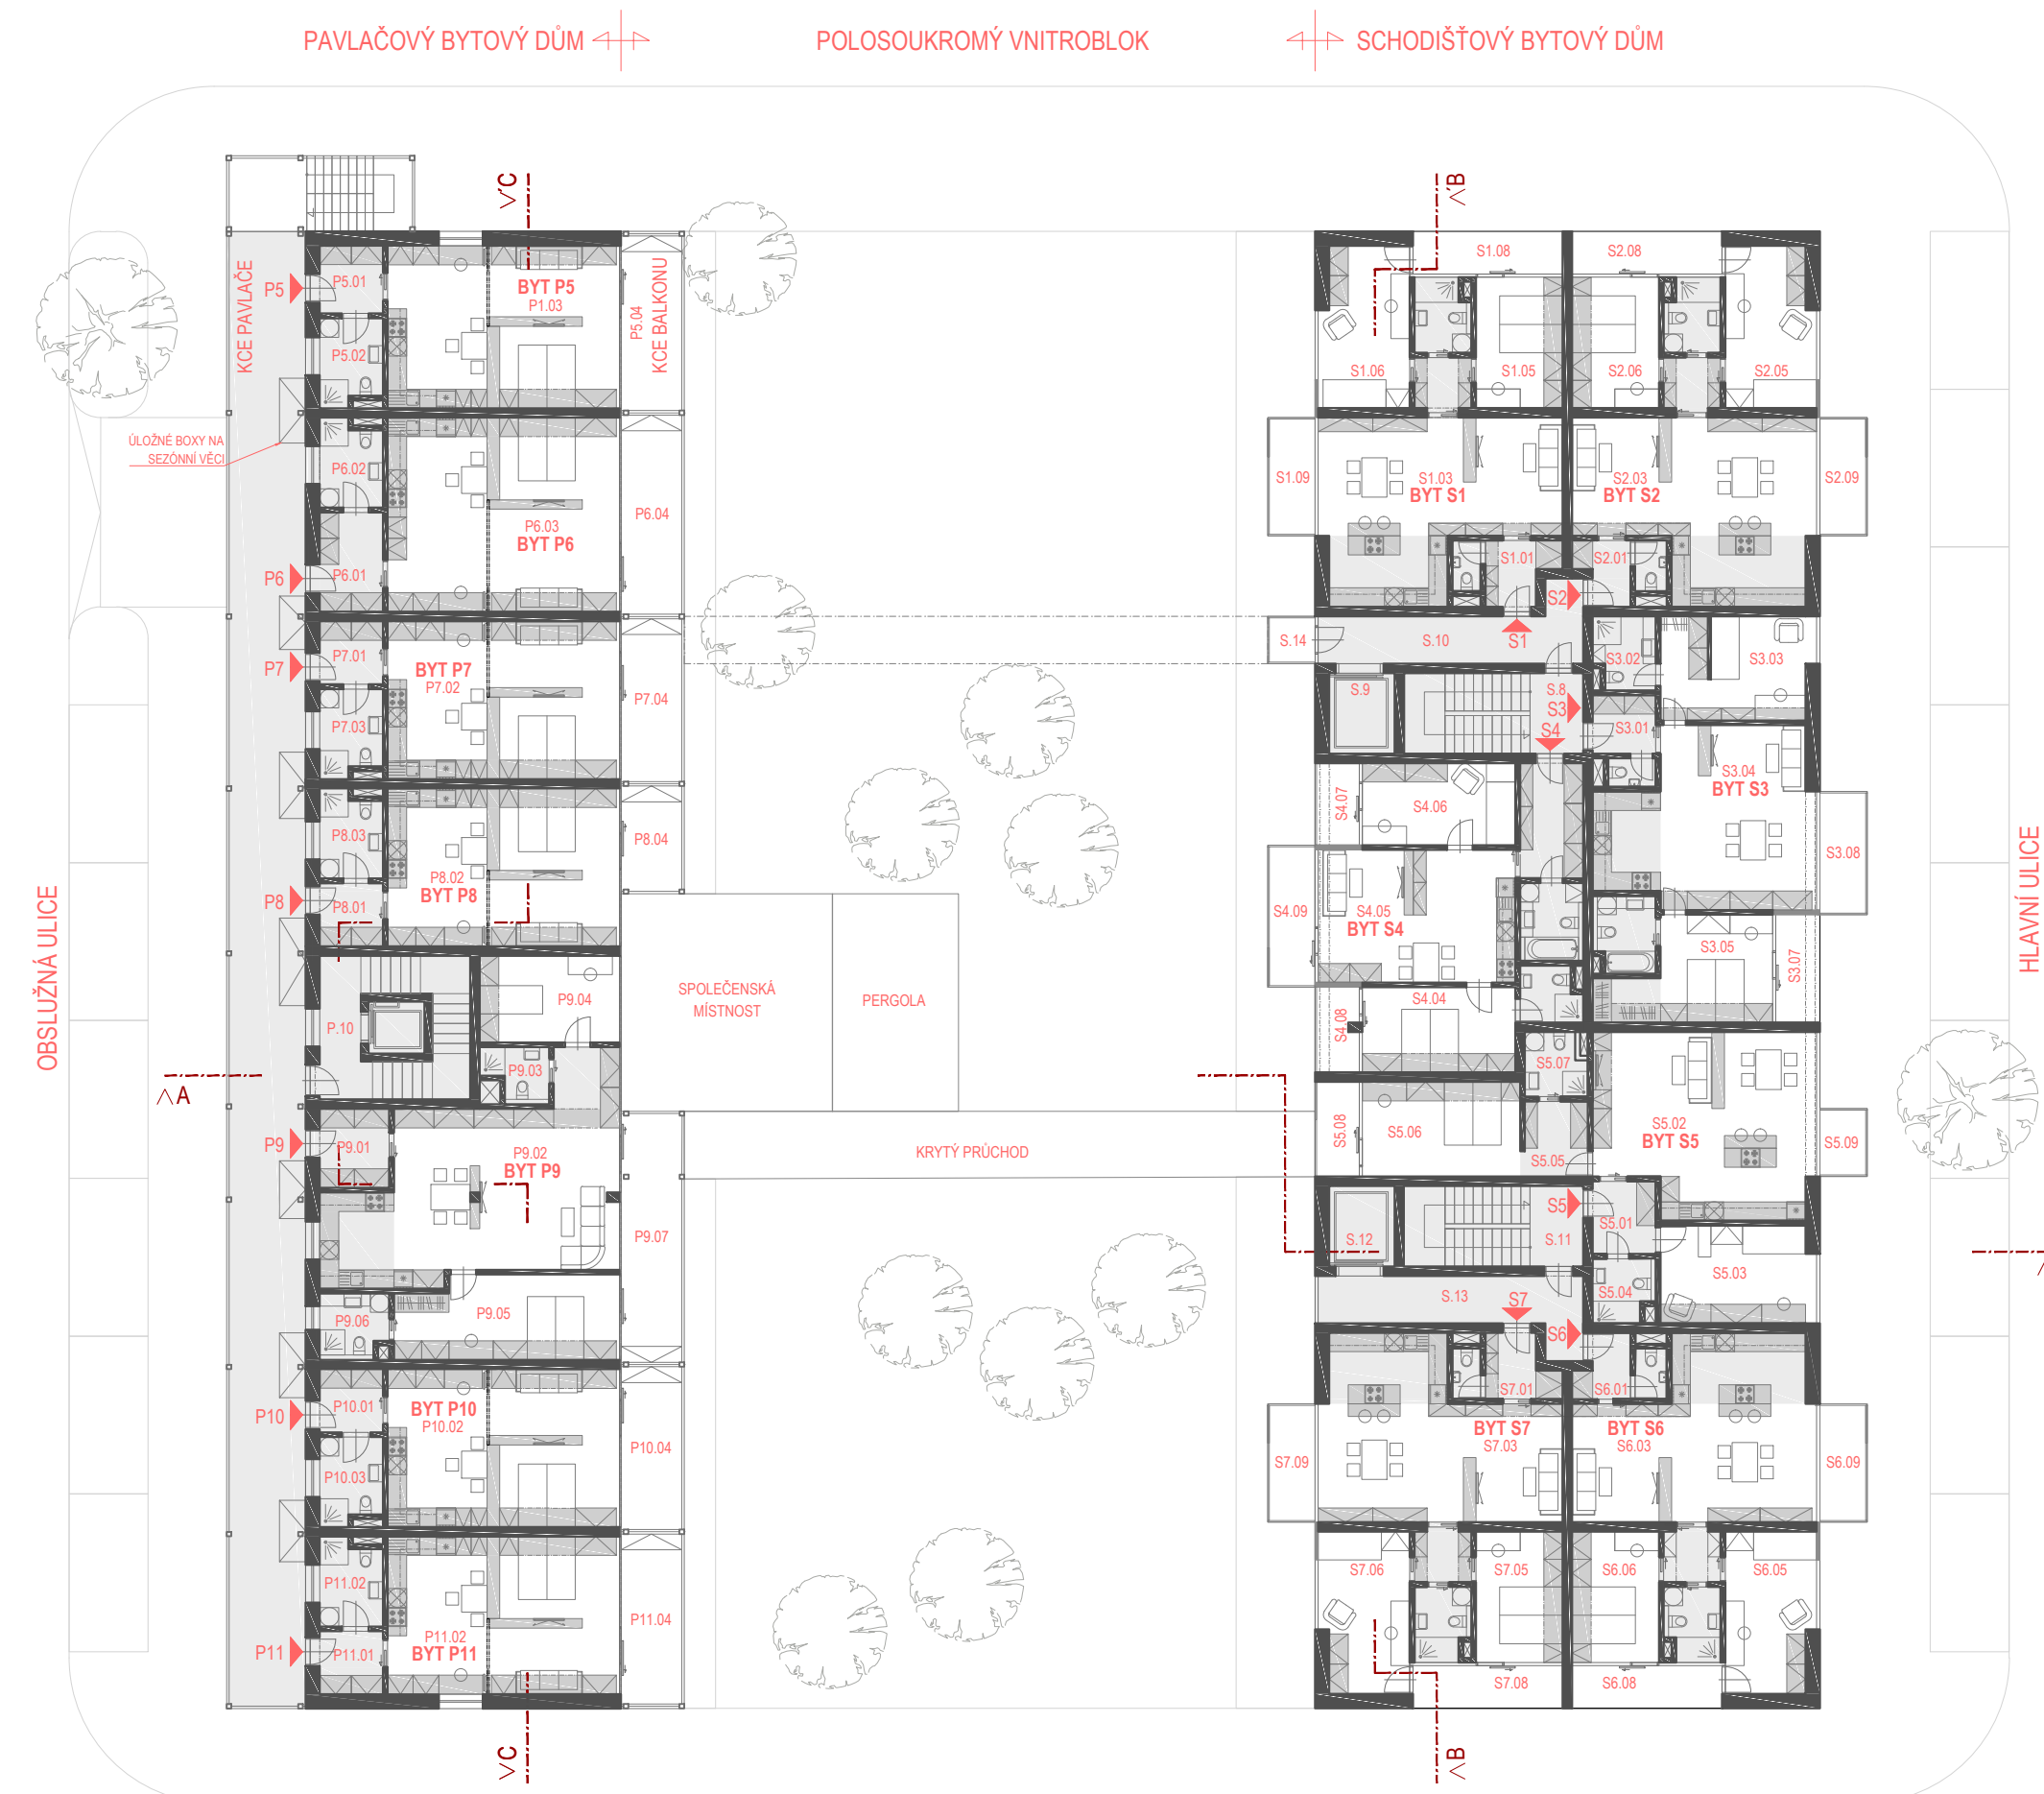 PAVLAČOVÝ BYTOVÝ DŮM
POLOSOUKROMÝ VNITROBLOK
SCHODIŠŤOVÝ BYTOVÝ DŮM
OBSLUŽNÁ ULICE
HLAVNÍ ULICE
KCE PAVLAČE
KCE BALKONU
ÚLOŽNÉ BOXY NA
SEZÓNNÍ VĚCI
C
P5
P5.01
P5.02
BYT P5
P1.03
P5.04
P6.02
P6
P6.01
P6.03
BYT P6
P6.04
P7
P7.01
BYT P7
P7.02
P7.03
P7.04
P8.03
P8.02
BYT P8
P8
P8.01
P8.04
P.10
P9.04
P9.03
A
P9
P9.01
P9.02
BYT P9
P9.07
P9.06
P9.05
P10
P10.01
BYT P10
P10.02
P10.03
P10.04
P11.02
P11.02
BYT P11
P11
P11.01
P11.04
C
SPOLEČENSKÁ
MÍSTNOST
PERGOLA
KRYTÝ PRŮCHOD
B
S1.08
S2.08
S1.06
S1.05
S2.06
S2.05
S1.09
S1.03
BYT S1
S2.03
BYT S2
S2.09
S1.01
S2.01
S2
S1
S.14
S.10
S3.02
S3.03
S.9
S.8
S3
S4
S3.01
S3.04
BYT S3
S3.08
S4.07
S4.06
S4.09
S4.05
BYT S4
S3.05
S3.07
S4.08
S4.04
S5.07
S5.08
S5.06
S5.05
S5.02
BYT S5
S5.09
S5
S5.01
S.12
S.11
S5.03
S5.04
S.13
S7
S6
S7.01
S6.01
BYT S7
S7.03
BYT S6
S6.03
S7.09
S6.09
S7.06
S7.05
S6.06
S6.05
S7.08
S6.08
B